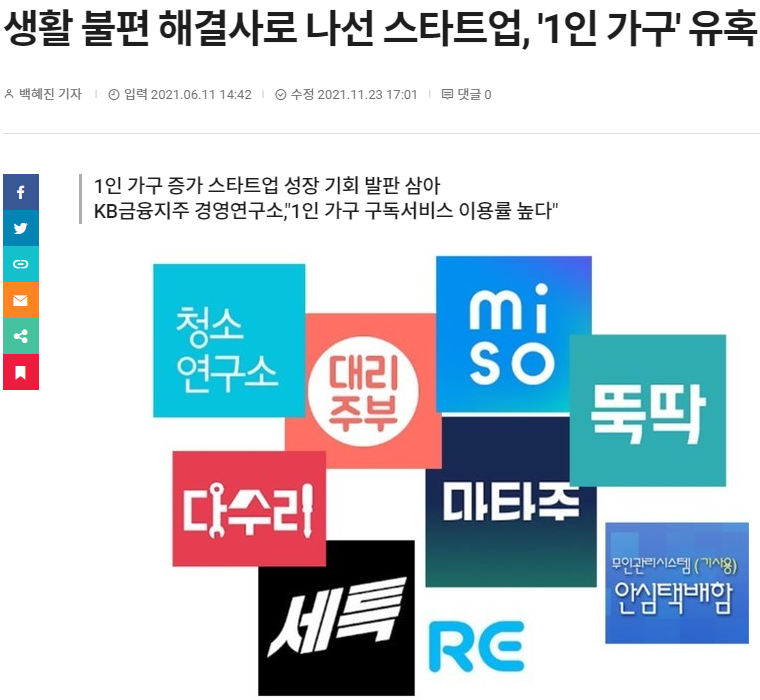 생활 불편 해결사로 나선 스타트업, '1인 가구' 유혹
백혜진 기자 입력 2021.06.11 14:42 수정 2021.11.23 17:01 댓글 0
1인 가구 증가 스타트업 성장 기회 발판 삼아
KB금융지주 경영연구소,"1인 가구 구독서비스 이용률 높다"
청소
연구소
대리
주부
mi
so
뚝딱
다수리
마타주
무인관리시스템 (기사용)
안심택배함
세특
RE